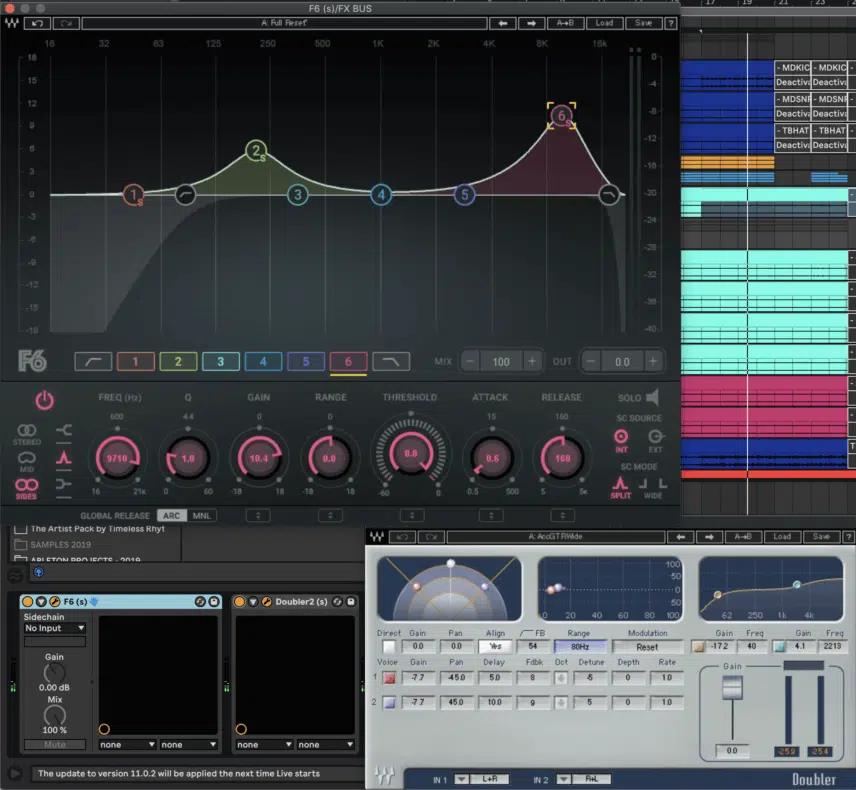 F6 (s)/FX BUS
A: Full Reset* A→B Load Save ?
16 32 63 125 250 500 1K 2K 4K 8K 16k
18 15 12 9 6 3 0 -3 -6 -9 -12 -15 -18
0 -4 -8 -12 -16 -20 -24 -28 -32 -36 -40
1s 2s 3 4 5 6s
F6 1 2 3 4 5 6 MIX 100 OUT 0.0
FREQ (Hz) Q GAIN RANGE THRESHOLD ATTACK RELEASE SOLO
600 4.4 0 0 15 160
SC SOURCE
STEREO
9710 1.0 10.4 0.0 0.0 0.6 160
INT EXT
MID
SC MODE
16 21k 0 60 -18 18 -18 18 -60 0 0.5 500 5
SIDES
SPLIT WIDE
GLOBAL RELEASE ARC MNL
17 19 21 23
- MDKIC - MDKIC
Deactiva Deactiva
- MDSNF - MDSNF
Deactiva Deactiva
- TBHAT - TBHAT
Deactiva Deactiva
The Artist Pack by Timeless Rhyt
SAMPLES 2019
ABLETON PROJECTS - 2019
F6 (s)
Sidechain
No Input
Gain
0.00 dB
Mix
100 %
Mute
none none
Doubler2 (s)
none none
The update to version 11.0.2 will be applied the next time Live starts
A: AccGTRWide A→B Load Save ?
100
50
0
50
100
0 20 40 60 80 100
62 250 1k 4k
Direct Gain Pan Align FB Range Modulation Gain Freq Gain Freq
0.0 0.0 Yes 54 80Hz Reset -17.2 40 4.1 2213
Voice Gain Pan Delay Fdbk Oct Detune Depth Rate
1 -7.7 -45.0 5.0 8 -5 0 1.0
2 -7.7 45.0 10.0 9 5 0 1.0
Gain
0.0 -25.9 -25.4
IN 1 L+R IN 2 R+L
Doubler